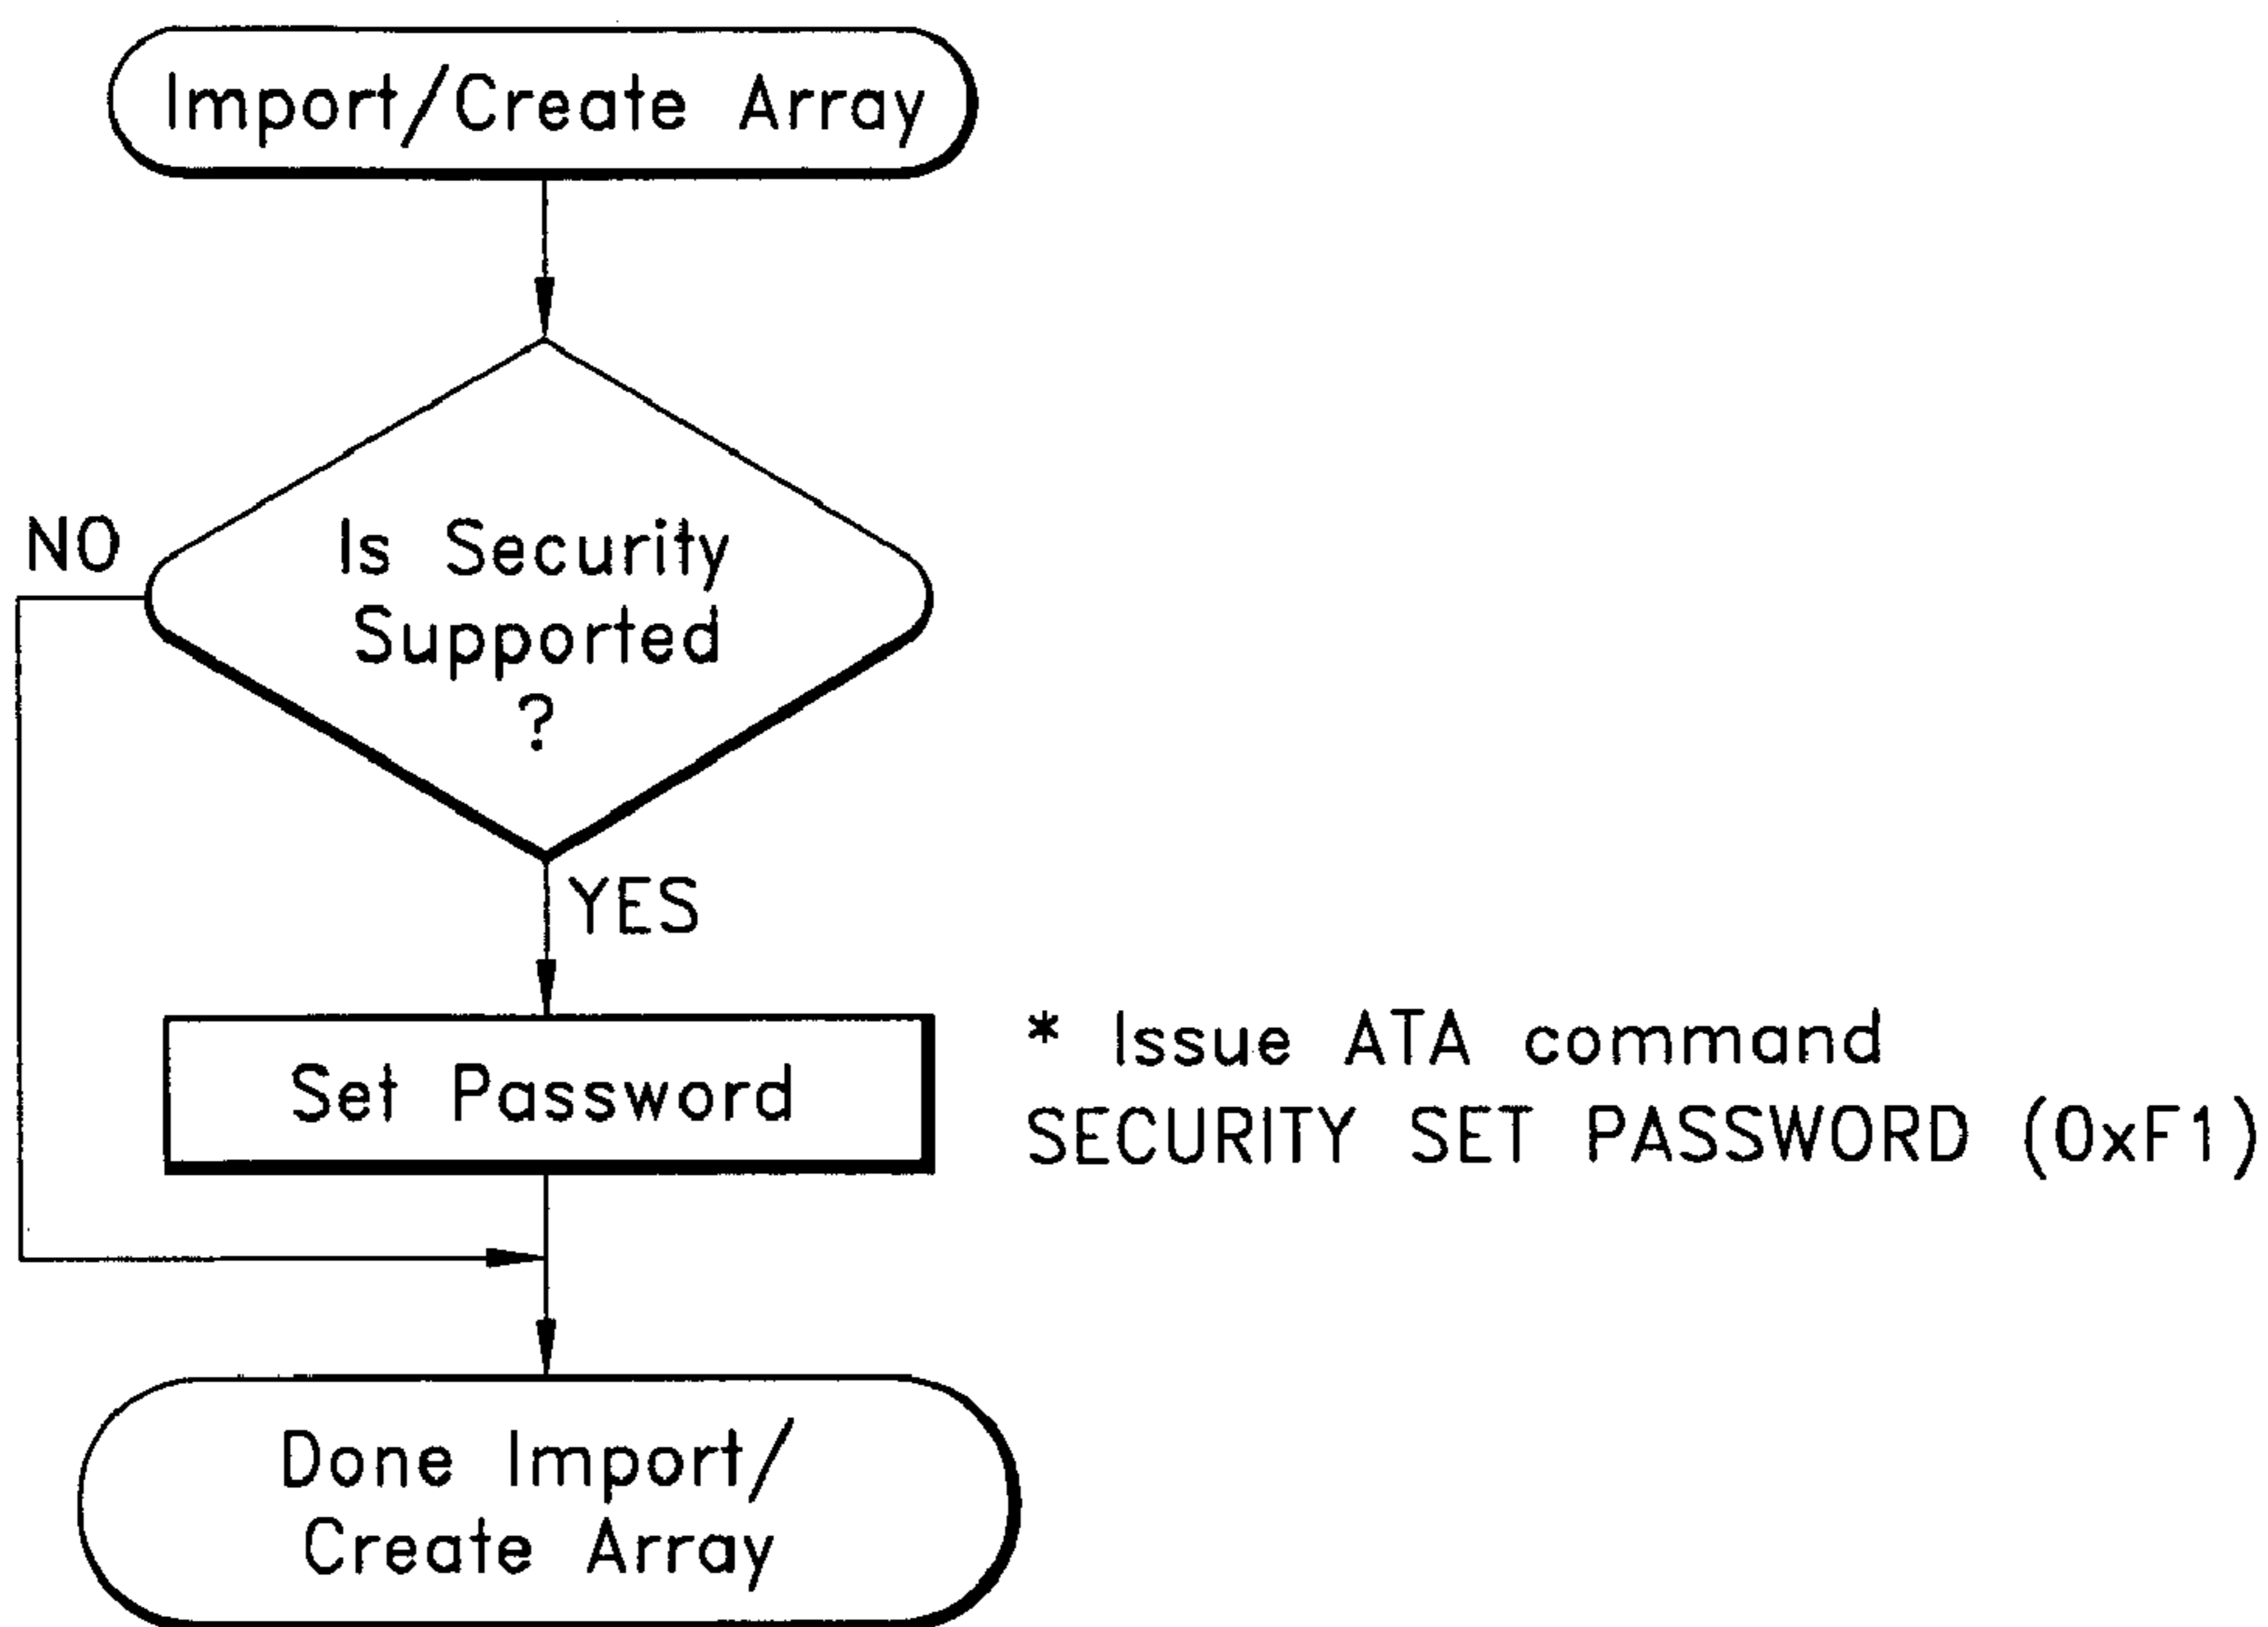 Import/Create Array
NO
Is Security
Supported
?
YES
Set Password
* Issue ATA command
SECURITY SET PASSWORD (0xF1)
Done Import/
Create Array